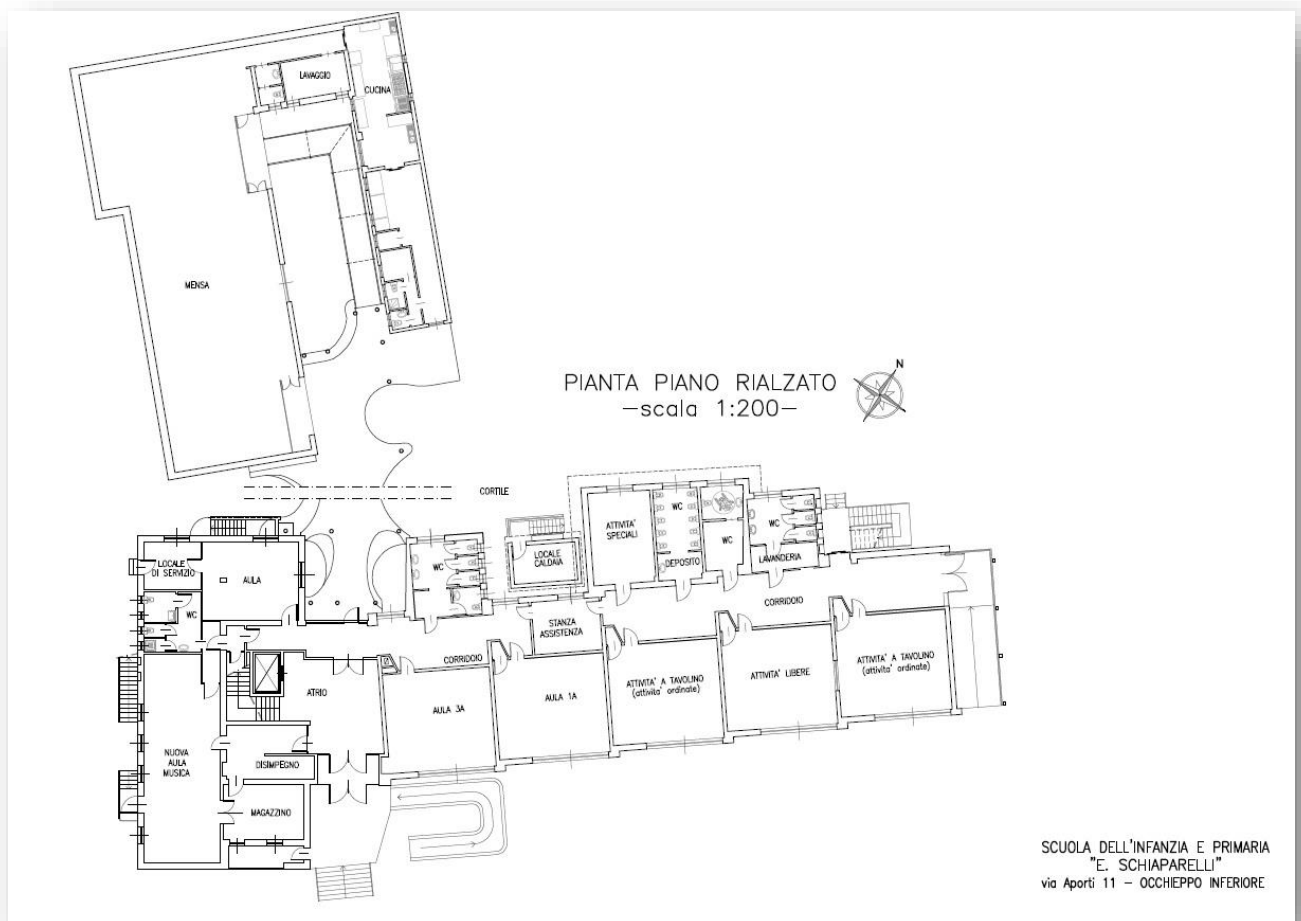 LAVAGGIO
CUCINA
MENSA
PIANTA PIANO RIALZATO
-scala 1:200-
N
CORTILE
ATTIVITA'
SPECIALI
WC
DEPOSITO
WC
WC
LAVANDERIA
LOCALE
CALDAIA
WC
LOCALE
DI SERVIZIO
AULA
WC
CORRIDOIO
STANZA
ASSISTENZA
CORRIDOIO
ATRIO
AULA 3A
AULA 1A
ATTIVITA' A TAVOLINO
(attivita' ordinate)
ATTIVITA' LIBERE
ATTIVITA' A TAVOLINO
(attivita' ordinate)
NUOVA
AULA
MUSICA
DISIMPEGNO
MAGAZZINO
SCUOLA DELL'INFANZIA E PRIMARIA
"E. SCHIAPARELLI"
via Aporti 11 - OCCHIEPPO INFERIORE